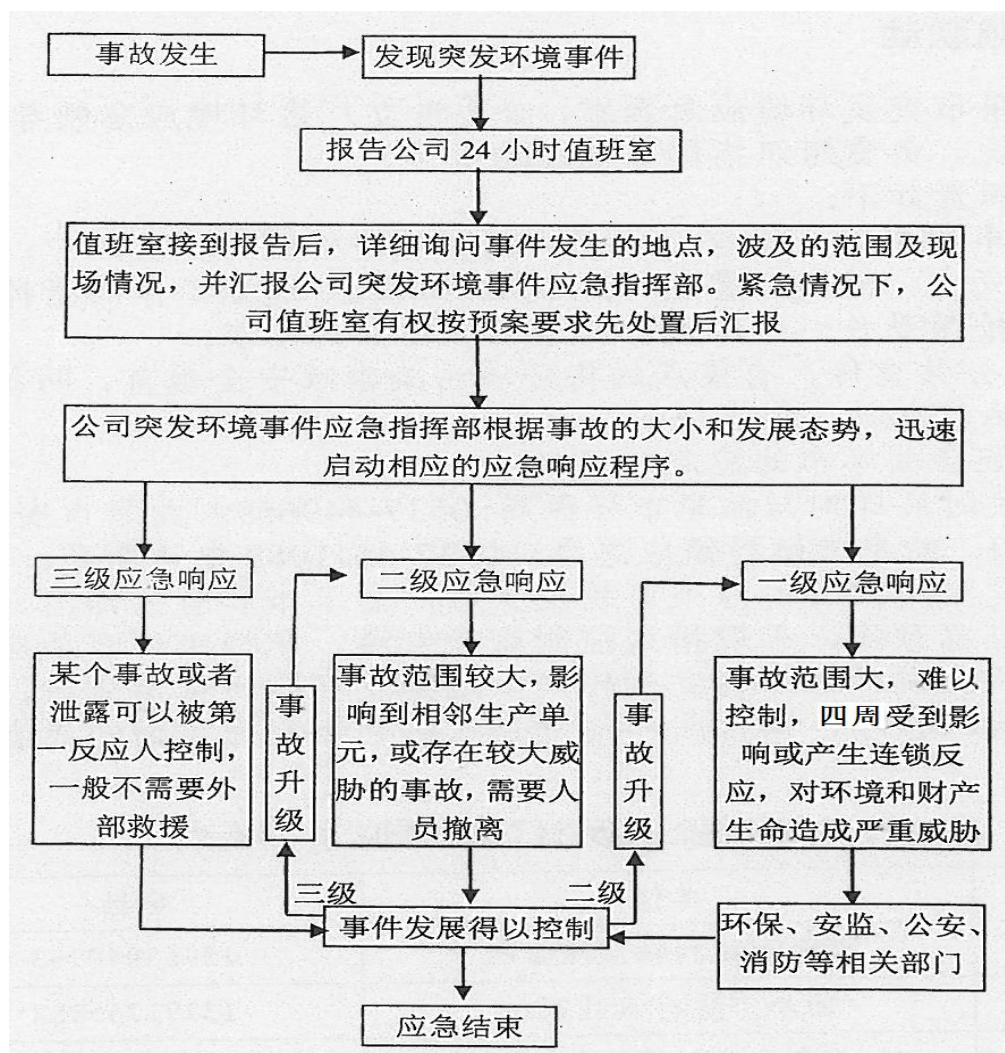 事故发生
发现突发环境事件
报告公司 24 小时值班室
值班室接到报告后，详细询问事件发生的地点，波及的范围及现
场情况，并汇报公司突发环境事件应急指挥部。紧急情况下，公
司值班室有权按预案要求先处置后汇报
公司突发环境事件应急指挥部根据事故的大小和发展态势，迅速
启动相应的应急响应程序。
三级应急响应
二级应急响应
一级应急响应
某个事故或者
泄露可以被第
一反应人控制，
一般不需要外
部救援
事
故
升
级
事故范围较大，影
响到相邻生产单
元，或存在较大威
胁的事故，需要人
员撤离
事
故
升
级
事故范围大，难以
控制，四周受到影
响或产生连锁反
应，对环境和财产
生命造成严重威胁
三级
二级
事件发展得以控制
环保、安监、公安、
消防等相关部门
应急结束